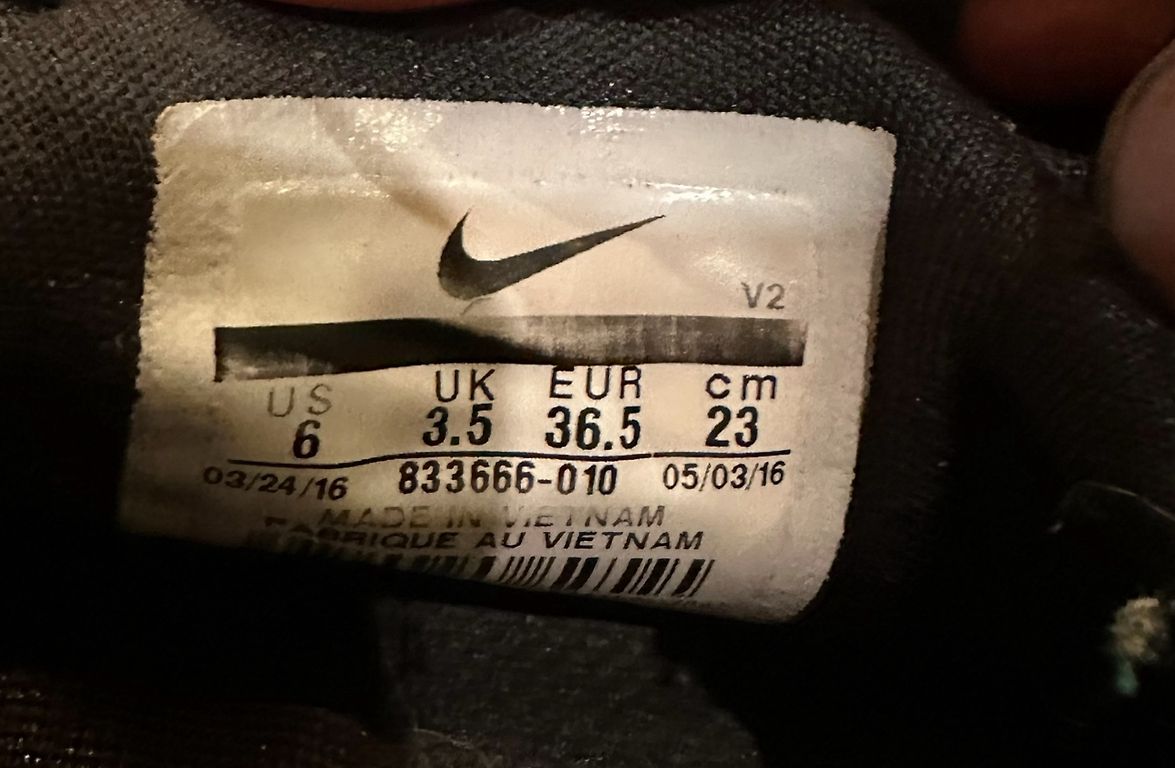 V2
US UK EUR cm
6 3.5 36.5 23
03/24/16 833666-010 05/03/16
MADE IN VIETNAM
FABRIQUE AU VIETNAM